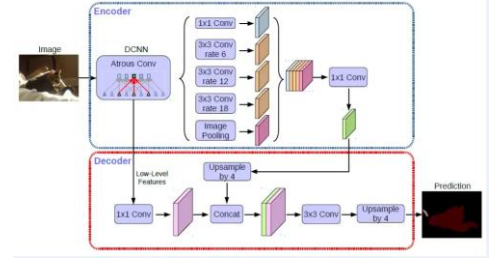 Encoder
Image
DCNN
Atrous Conv
1x1 Conv
3x3 Conv
rate 6
3x3 Conv
rate 12
3x3 Conv
rate 18
Image
Pooling
1x1 Conv
Decoder
Low-Level
Features
Upsample
by 4
1x1 Conv
Concat
3x3 Conv
Upsample
by 4
Prediction